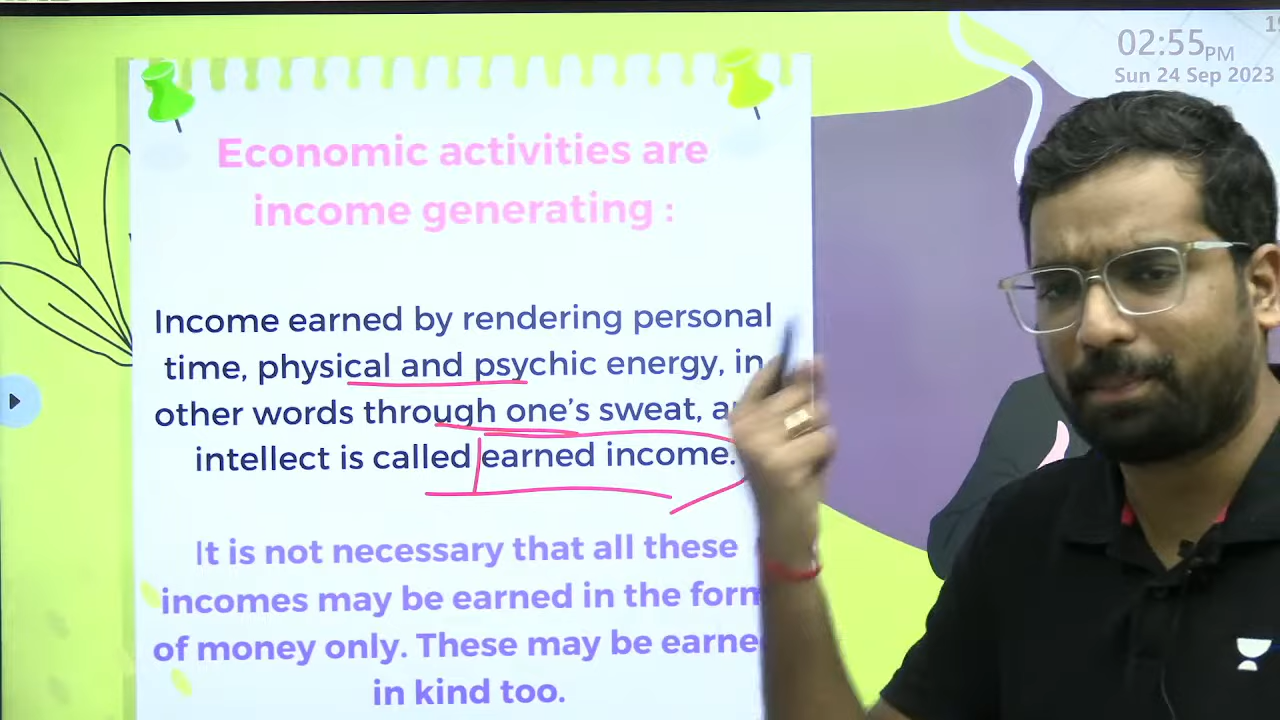 02:55PM
Sun 24 Sep 2023
Economic activities are
income generating :
Income earned by rendering personal
time, physical and psychic energy, in
other words through one's sweat,
intellect is called earned income.
It is not necessary that all these
incomes may be earned in the form
of money only. These may be earned
in kind too.